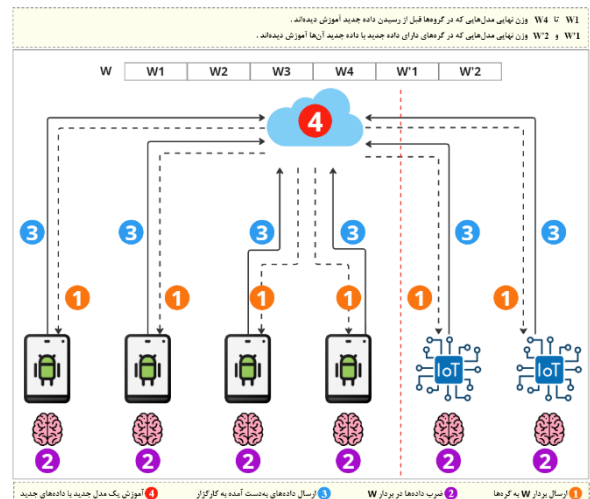 W1 تا W4 وزن نهایی مدل‌هایی که در گروه‌ها قبل از رسیدن داده جدید آموزش دیده‌اند.
W'1 و W'2 وزن نهایی مدل‌هایی که در گره‌های دارای داده جدید با داده جدید آن‌ها آموزش دیده‌اند.
W W1 W2 W3 W4 W'1 W'2
4
3 3 3 3 3 3
1 1 1 1 1 1
IoT IoT
2 2 2 2 2 2
1 ارسال بردار W به گره‌ها 2 ضرب داده‌ها در بردار W 3 ارسال داده‌های به‌دست آمده به کارگزار 4 آموزش یک مدل جدید با داده‌های جدید